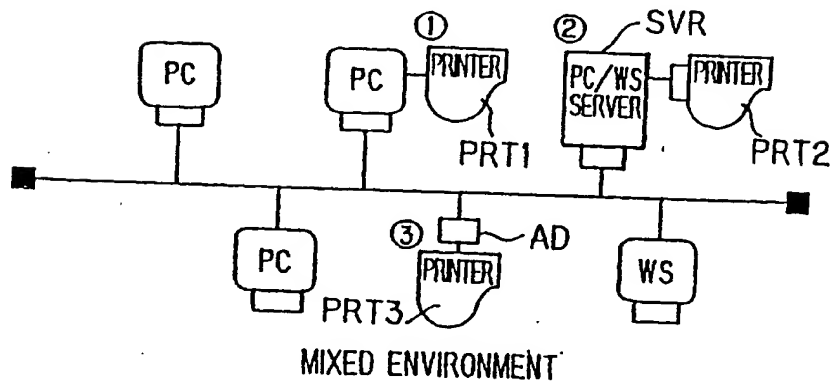 ① ② SVR
PC PC PRINTER PC/WS SERVER PRINTER
PRT1 PRT2
③ AD
PC PRINTER WS
PRT3
MIXED ENVIRONMENT